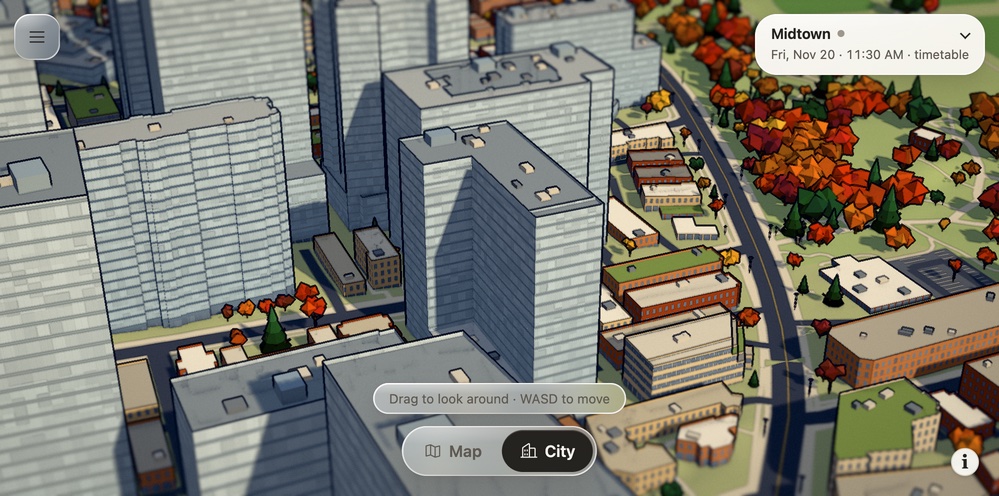 Midtown
Fri, Nov 20 · 11:30 AM · timetable
Drag to look around · WASD to move
Map
City
i